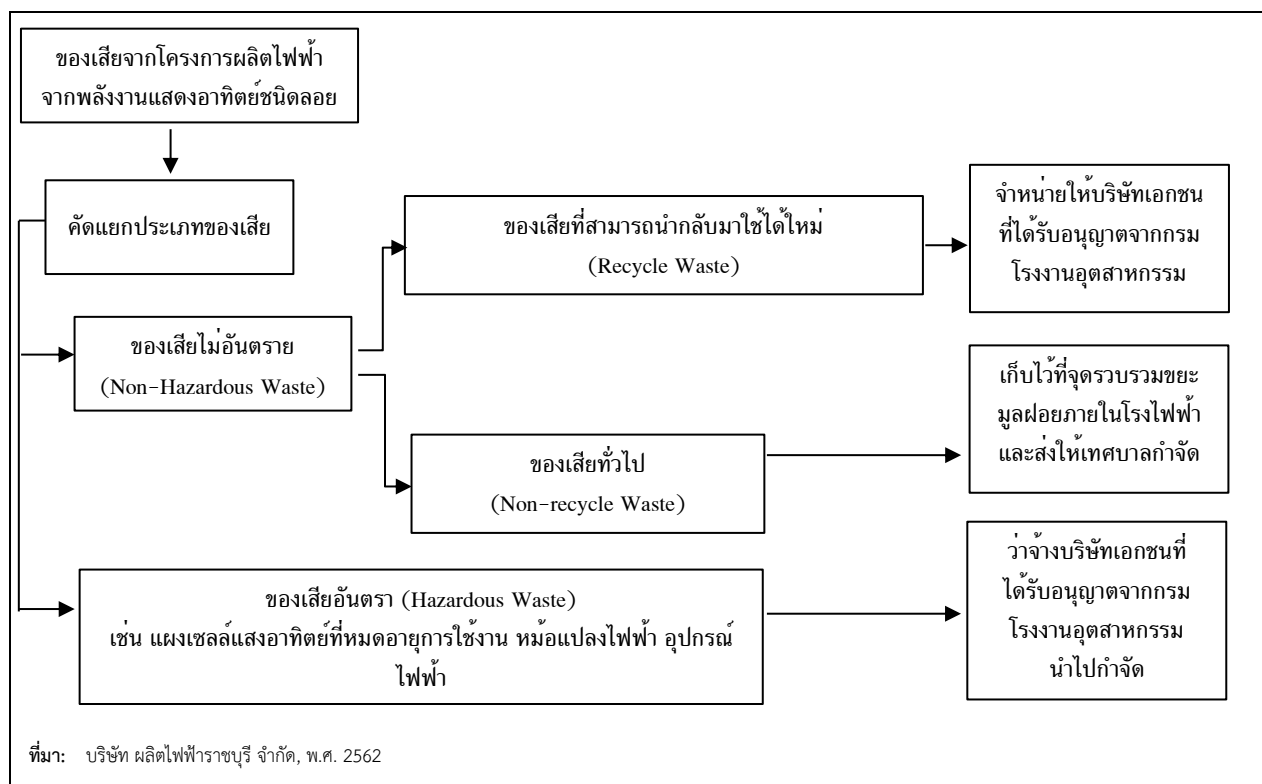 ของเสียจากโครงการผลิตไฟฟ้า
จากพลังงานแสดงอาทิตย์ชนิดลอย
คัดแยกประเภทของเสีย
ของเสียที่สามารถนำกลับมาใช้ได้ใหม่
(Recycle Waste)
จำหน่ายให้บริษัทเอกชน
ที่ได้รับอนุญาตจากกรม
โรงงานอุตสาหกรรม
ของเสียไม่อันตราย
(Non-Hazardous Waste)
ของเสียทั่วไป
(Non-recycle Waste)
เก็บไว้ที่จุดรวบรวมขยะ
มูลฝอยภายในโรงไฟฟ้า
และส่งให้เทศบาลกำจัด
ของเสียอันตรา (Hazardous Waste)
เช่น แผงเซลล์แสงอาทิตย์ที่หมดอายุการใช้งาน หม้อแปลงไฟฟ้า อุปกรณ์
ไฟฟ้า
ว่าจ้างบริษัทเอกชนที่
ได้รับอนุญาตจากกรม
โรงงานอุตสาหกรรม
นำไปกำจัด
ที่มา: บริษัท ผลิตไฟฟ้าราชบุรี จำกัด, พ.ศ. 2562